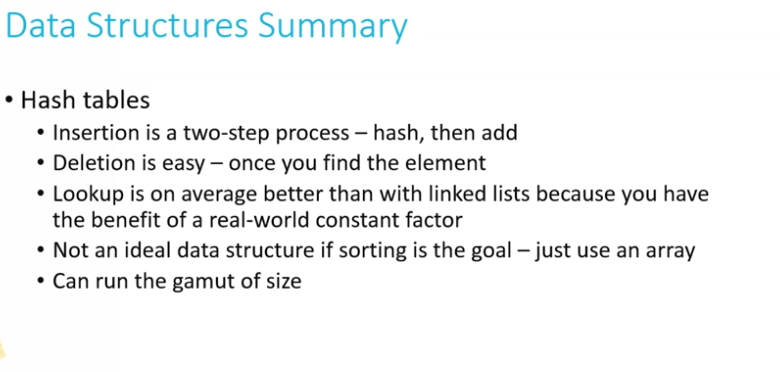 Data Structures Summary
• Hash tables
• Insertion is a two-step process – hash, then add
• Deletion is easy – once you find the element
• Lookup is on average better than with linked lists because you have
the benefit of a real-world constant factor
• Not an ideal data structure if sorting is the goal – just use an array
• Can run the gamut of size